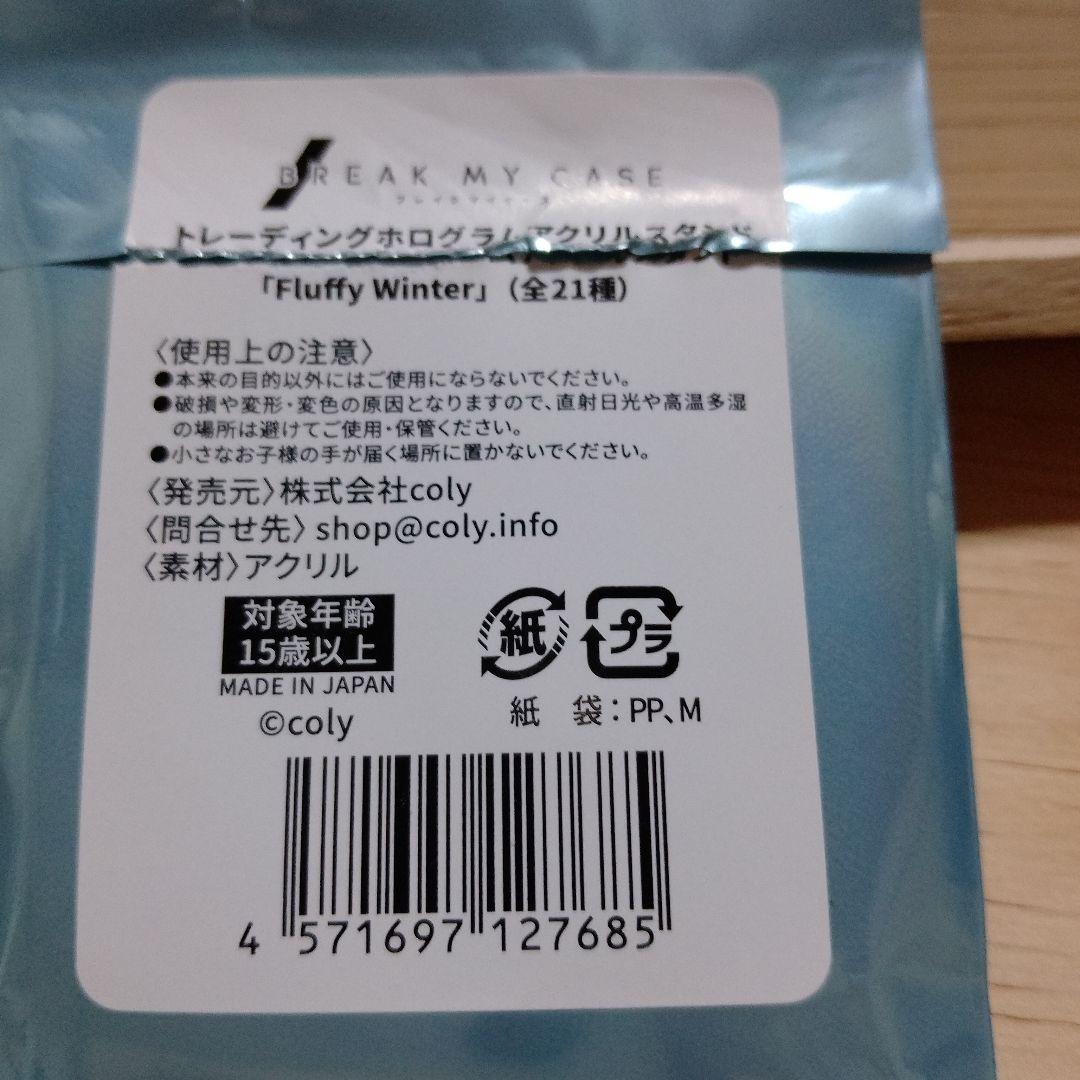 BREAK MY CASE
ブレイクマイケース
トレーディングホログラムアクリルスタンド
「Fluffy Winter」（全21種）
〈使用上の注意〉
●本来の目的以外にはご使用にならないでください。
●破損や変形・変色の原因となりますので、直射日光や高温多湿
の場所は避けてご使用・保管ください。
●小さなお子様の手が届く場所に置かないでください。
〈発売元〉株式会社coly
〈問合せ先〉shop@coly.info
〈素材〉アクリル
対象年齢
15歳以上
MADE IN JAPAN
©coly
紙 プラ
紙 袋：PP、M
4 571697 127685